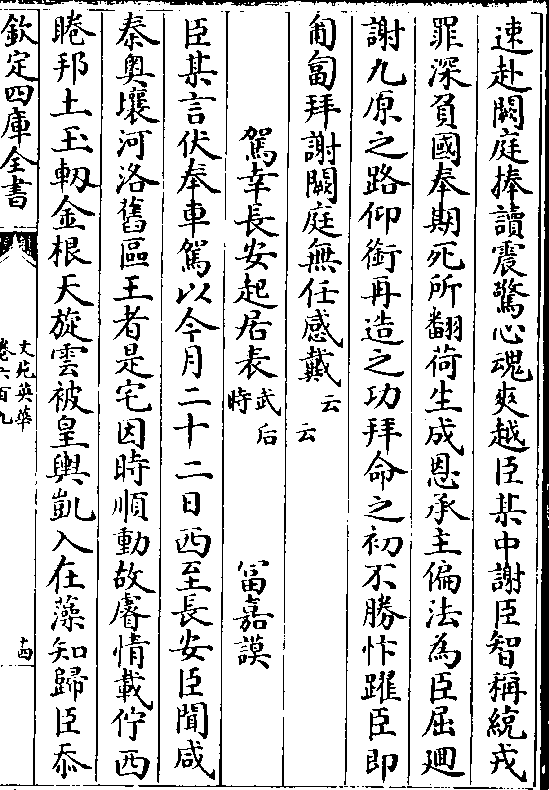 速赴闕庭捧讀震驚心魂爽越臣某中謝臣智稱統戎
罪深負國奉期死所翻荷生成恩承主偏法為臣屈迴
謝九原之路仰銜再造之功拜命之初不勝忭躍臣即
匍匐拜謝闕庭無任感戴云云
駕幸長安起居表武后時 富嘉謨
臣某言伏奉車駕以今月二十二日西至長安臣聞咸
秦奧壤河洛舊區王者是宅因時順動故睿情載佇西
睠邦土玉軔金根天旋雲被皇輿凱入在藻知歸臣忝
欽定四庫全書
文苑英華
卷六百九